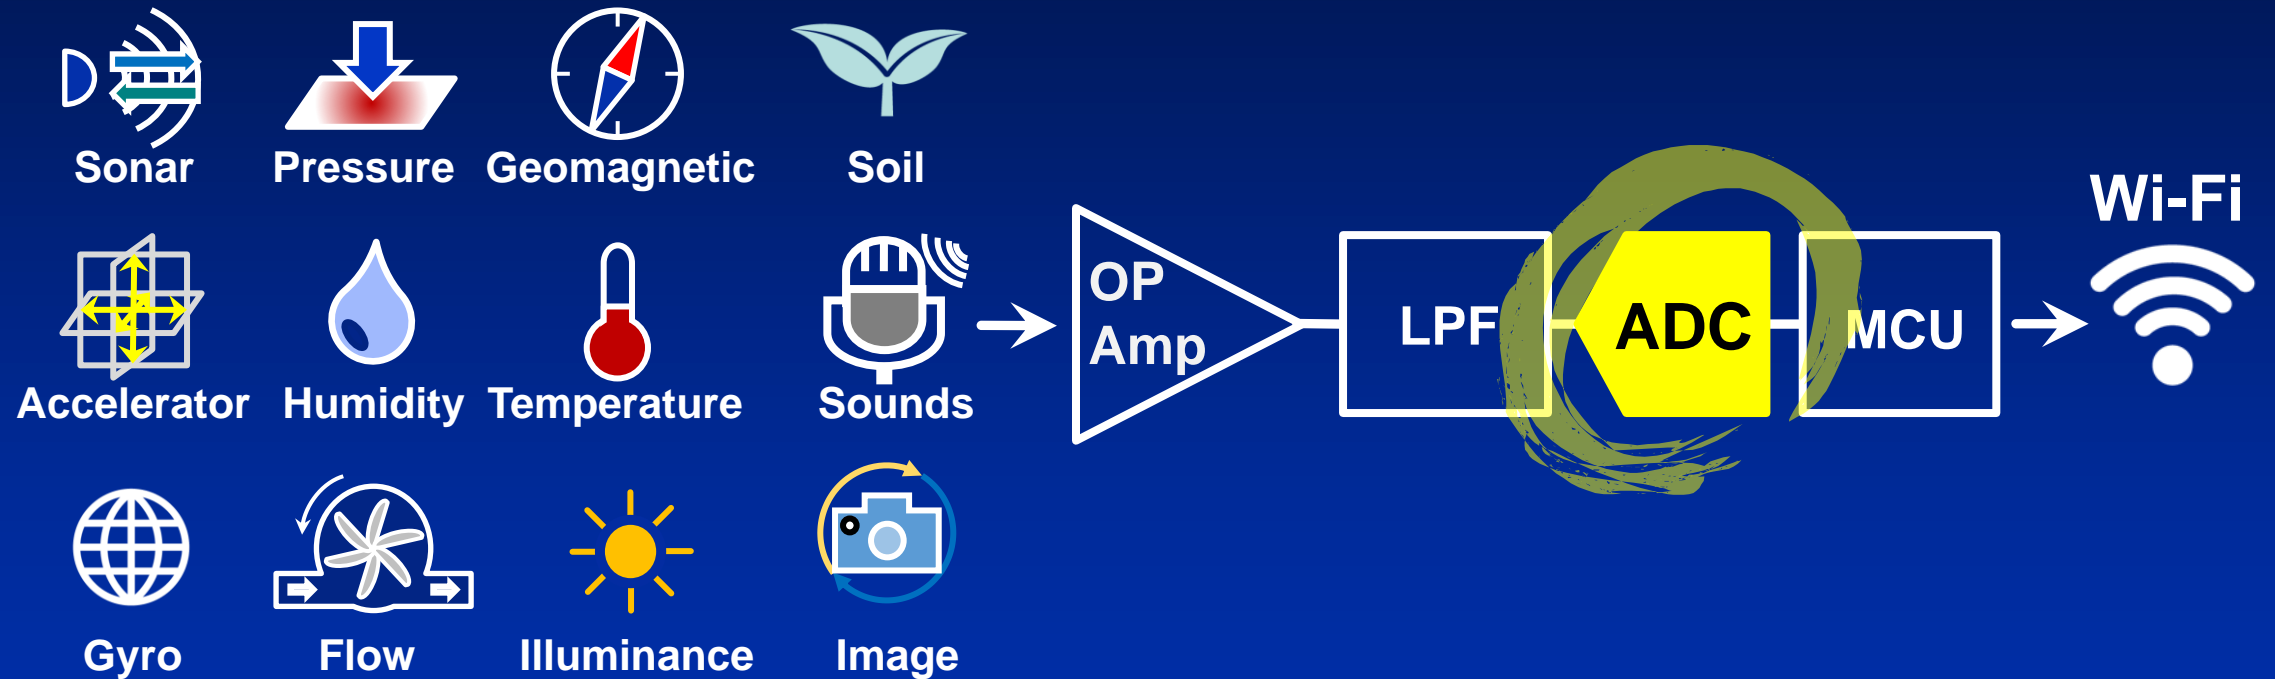 Sonar
Pressure
Geomagnetic
Soil
Accelerator
Humidity
Temperature
Sounds
Gyro
Flow
Illuminance
Image
OP
Amp
LPF
ADC
MCU
Wi-Fi